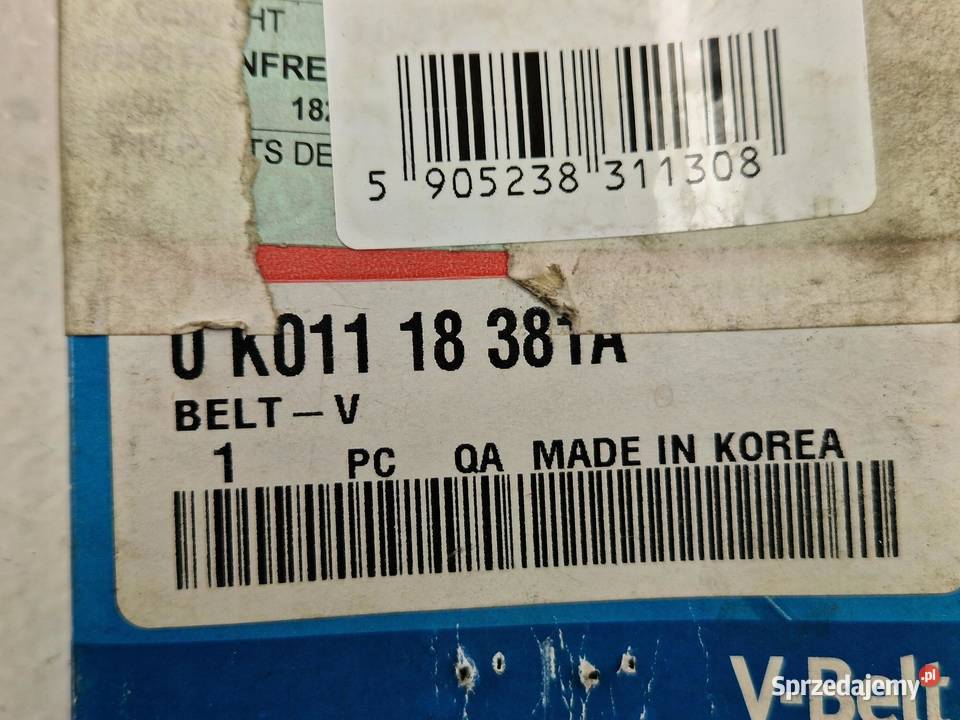 HT
NFRE
182
TS DE
5 905238 311308
0 K011 18 381A
BELT-V
1 PC QA MADE IN KOREA
V-Belt
Sprzedajemy.pl